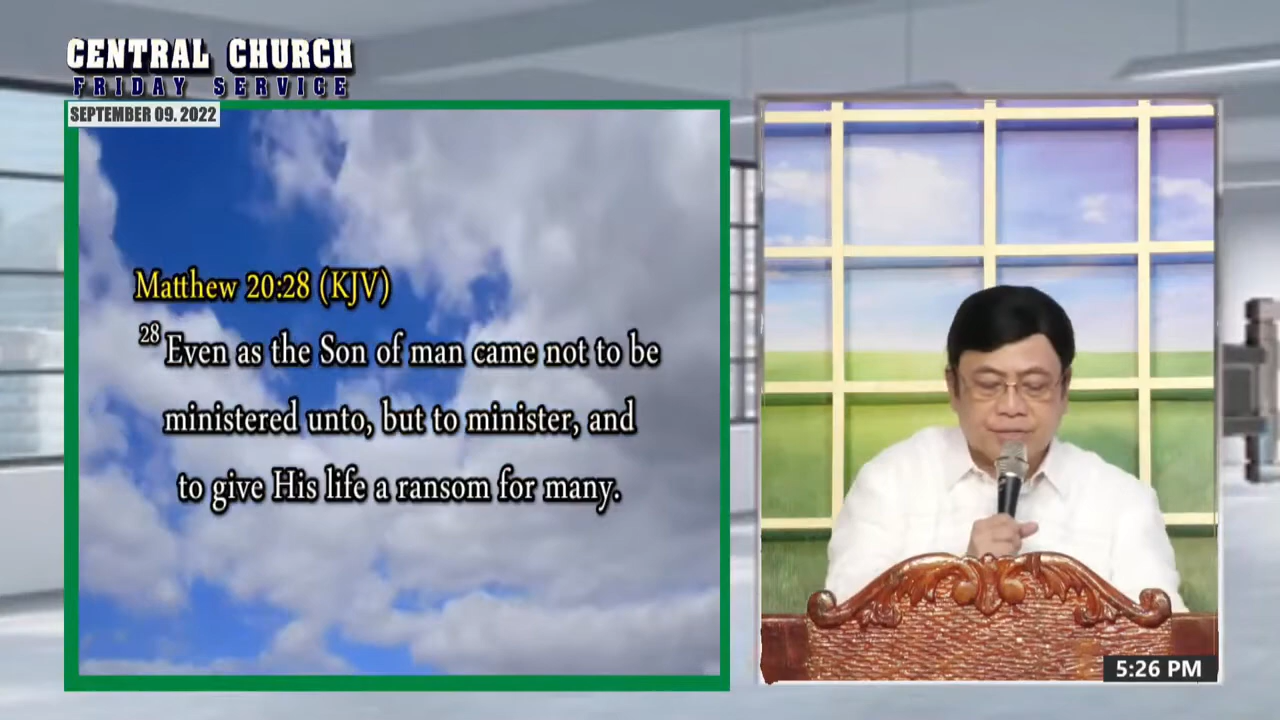 CENTRAL CHURCH
FRIDAY SERVICE
SEPTEMBER 09. 2022
Matthew 20:28 (KJV)
28 Even as the Son of man came not to be
ministered unto, but to minister, and
to give His life a ransom for many.
5:26 PM